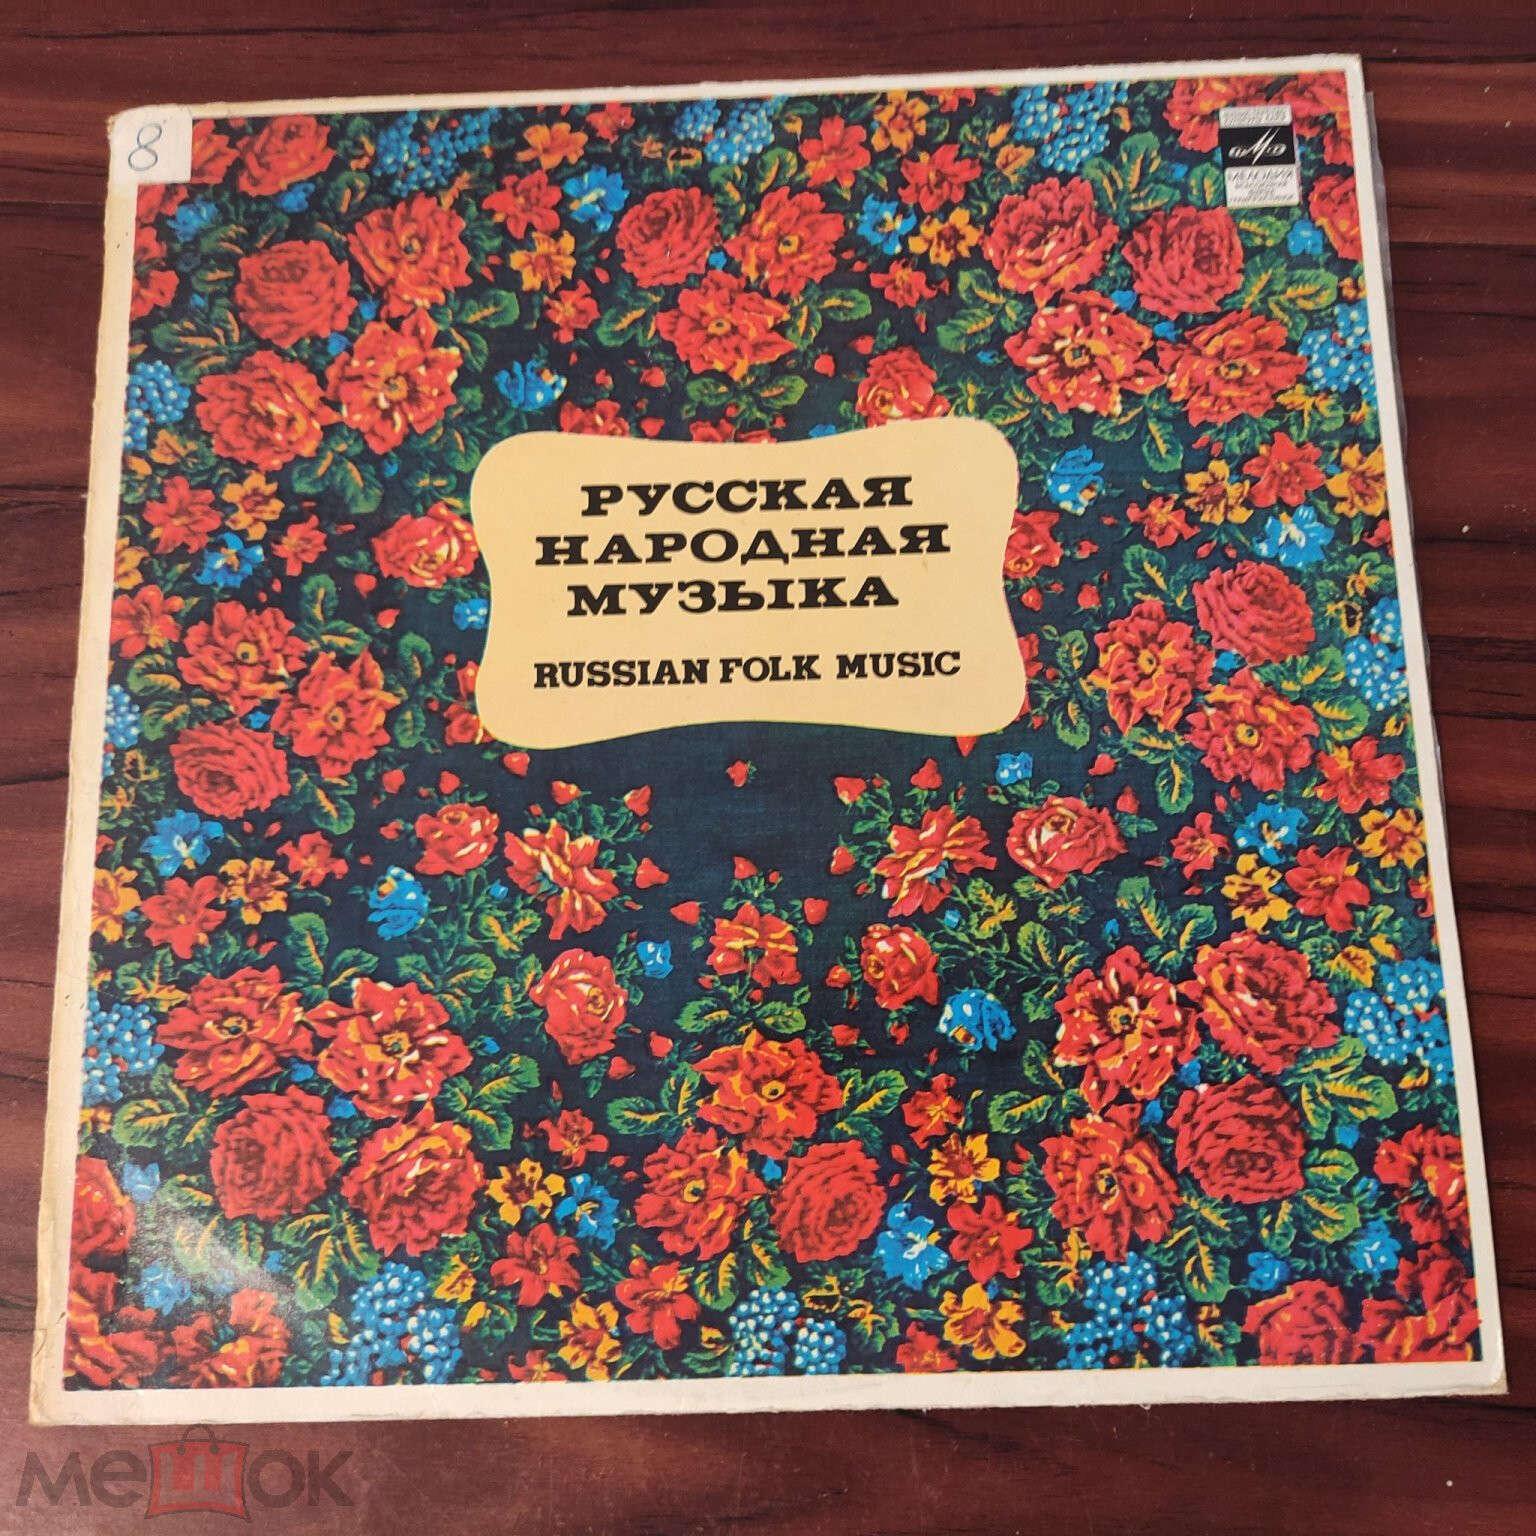 8
МЕЛОДИЯ
РУССКАЯ
НАРОДНАЯ
МУЗЫКА
RUSSIAN FOLK MUSIC
мешок